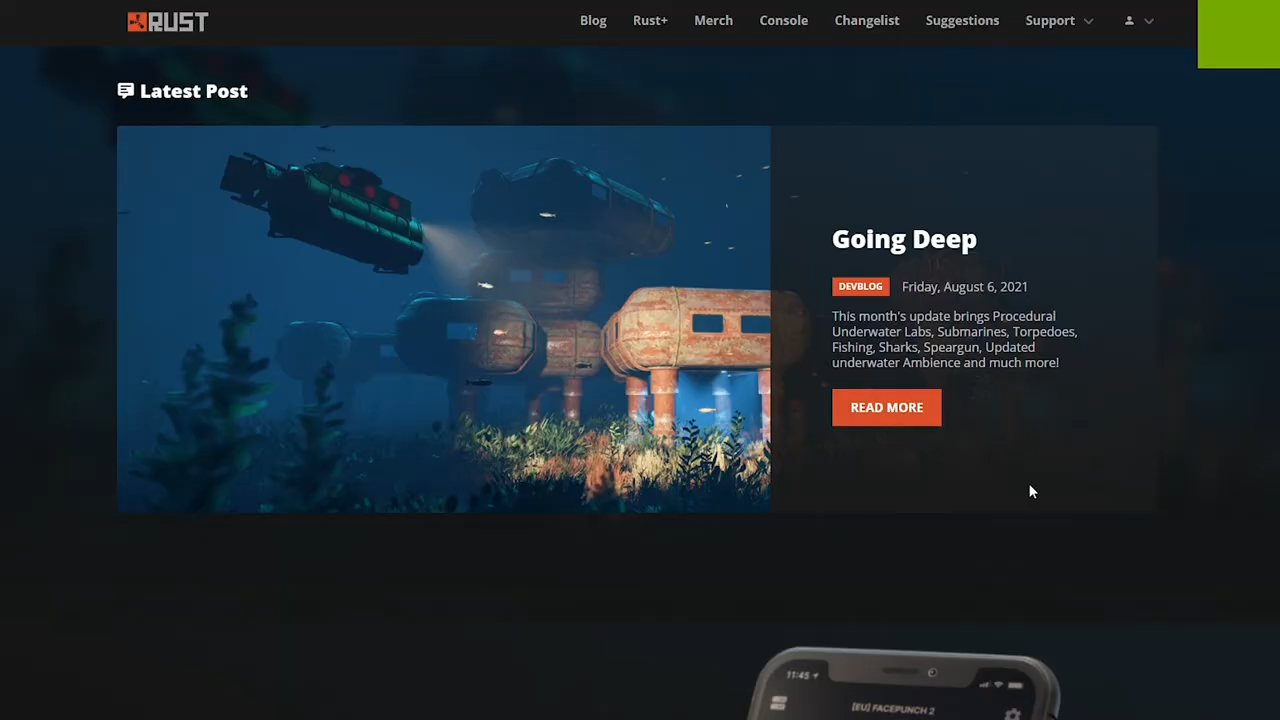 RUST
Blog
Rust+
Merch
Console
Changelist
Suggestions
Support
Latest Post
Going Deep
DEVBLOG
Friday, August 6, 2021
This month's update brings Procedural
Underwater Labs, Submarines, Torpedoes,
Fishing, Sharks, Speargun, Updated
underwater Ambience and much more!
READ MORE
11:45
[EU] FACEPUNCH 2